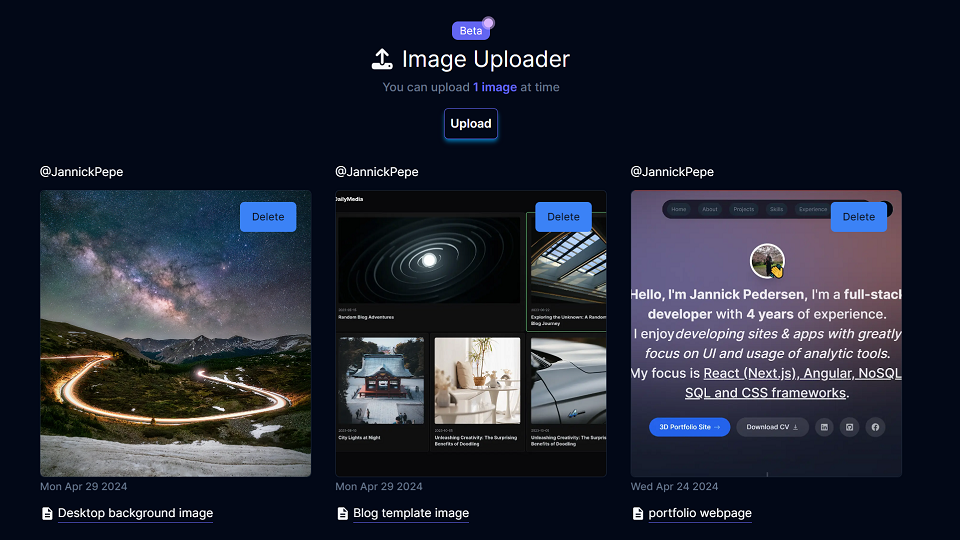 Beta
Image Uploader
You can upload 1 image at time
Upload
@JannickPepe
@JannickPepe
@JannickPepe
Delete
DailyMedia
Delete
Random Blog Adventures
Exploring the Unknown: A Random
Blog Journey
City Lights at Night
Unleashing Creativity: The Surprising
Benefits of Doodling
Unleashing Creativity: The Surpris
Benefits of Doodling
Home About Projects Skills Experience
Delete
Hello, I'm Jannick Pedersen, I'm a full-stack
developer with 4 years of experience.
I enjoy developing sites & apps with greatly
focus on UI and usage of analytic tools.
My focus is React (Next.js), Angular, NoSQL
SQL and CSS frameworks.
3D Portfolio Site → Download CV
Mon Apr 29 2024
Mon Apr 29 2024
Wed Apr 24 2024
Desktop background image
Blog template image
portfolio webpage